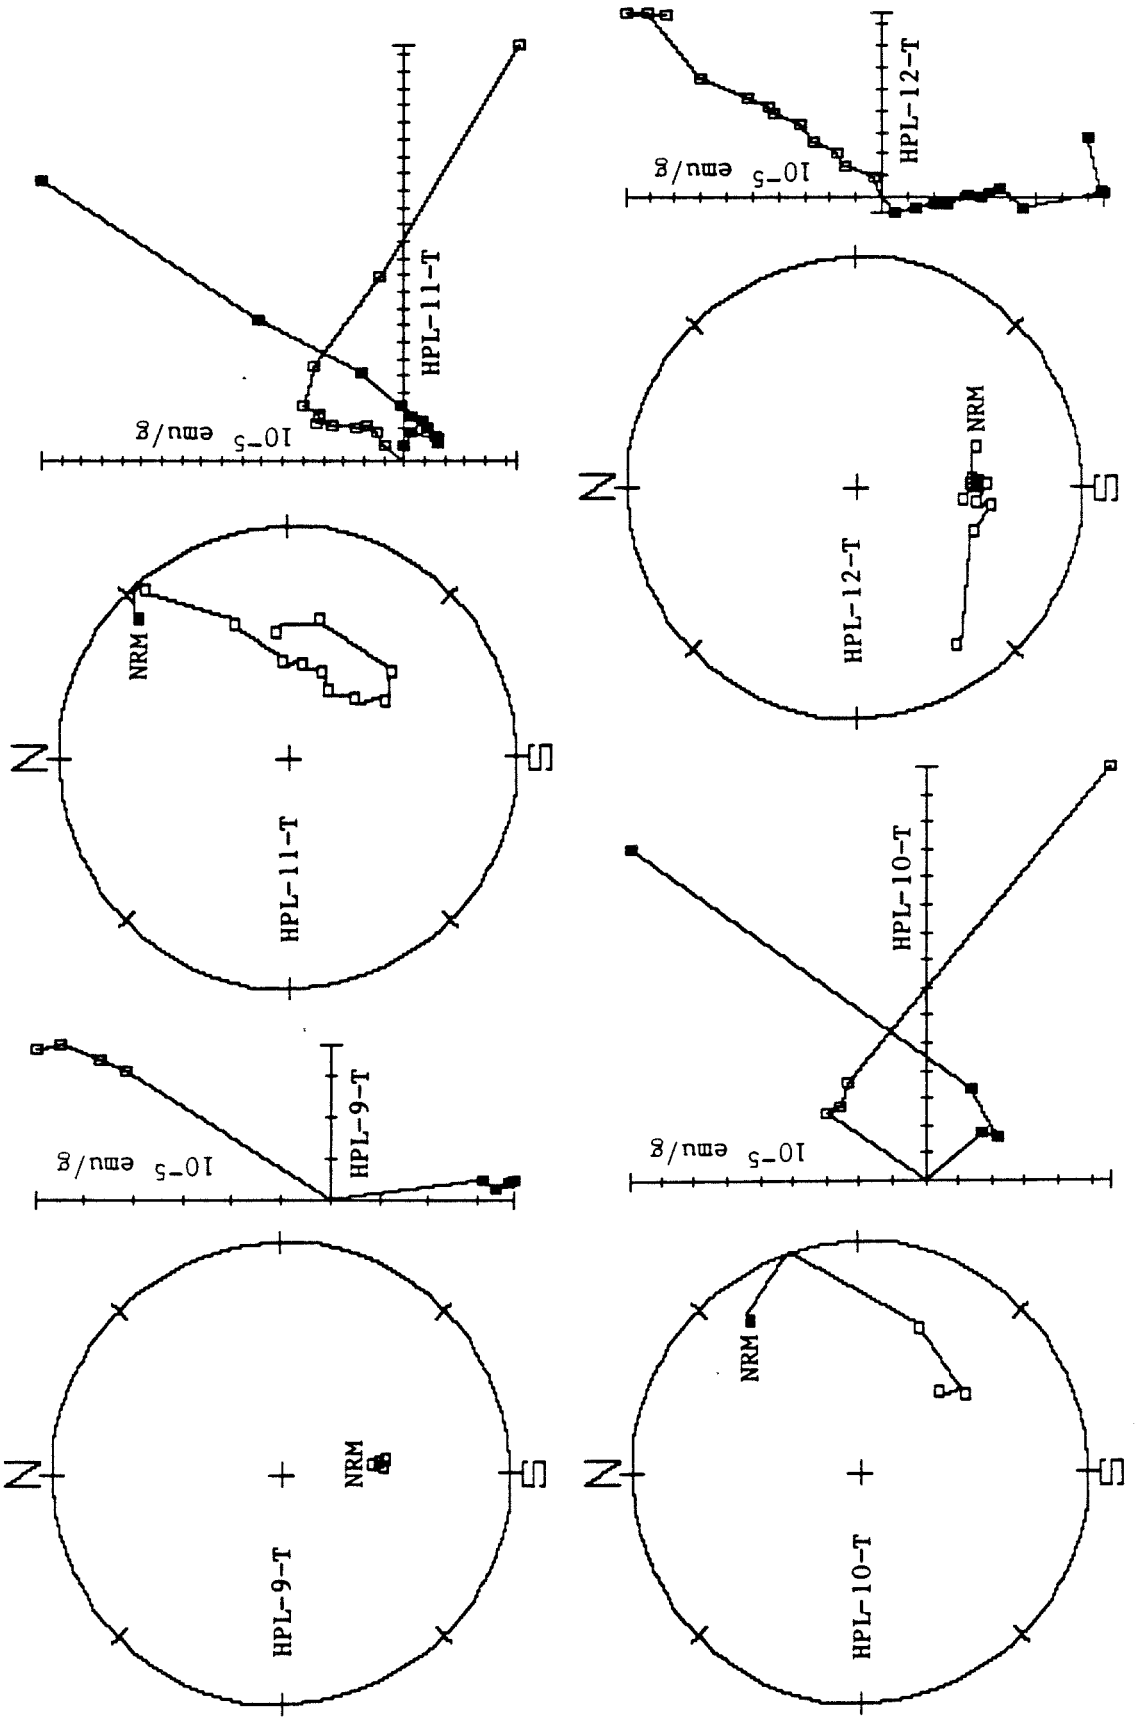 HPL-11-T
10⁻⁵ emu/g
HPL-12-T
10⁻⁵ emu/g
N
NRM
HPL-11-T
S
N
NRM
HPL-12-T
S
HPL-9-T
10⁻⁵ emu/g
HPL-10-T
10⁻⁵ emu/g
N
NRM
HPL-9-T
S
N
NRM
HPL-10-T
S